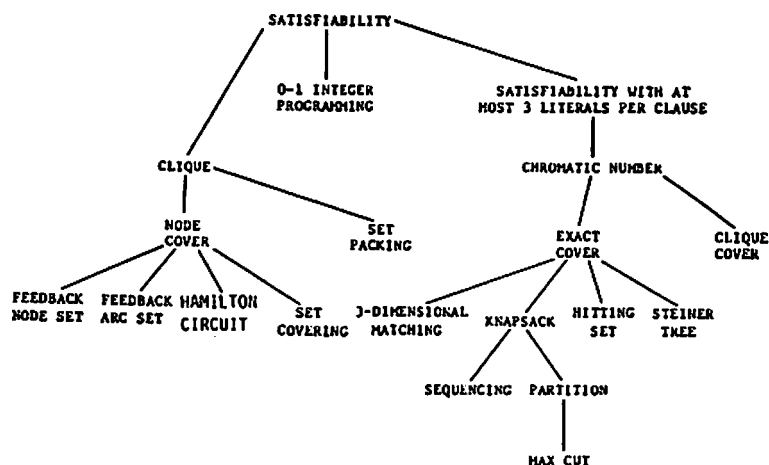 SATISFIABILITY
0-1 INTEGER
PROGRAMMING
SATISFIABILITY WITH AT
MOST 3 LITERALS PER CLAUSE
CLIQUE
CHROMATIC NUMBER
NODE
COVER
SET
PACKING
EXACT
COVER
CLIQUE
COVER
FEEDBACK
NODE SET
FEEDBACK
ARC SET
HAMILTON
CIRCUIT
SET
COVERING
3-DIMENSIONAL
MATCHING
KNAPSACK
HITTING
SET
STEINER
TREE
SEQUENCING
PARTITION
MAX CUT